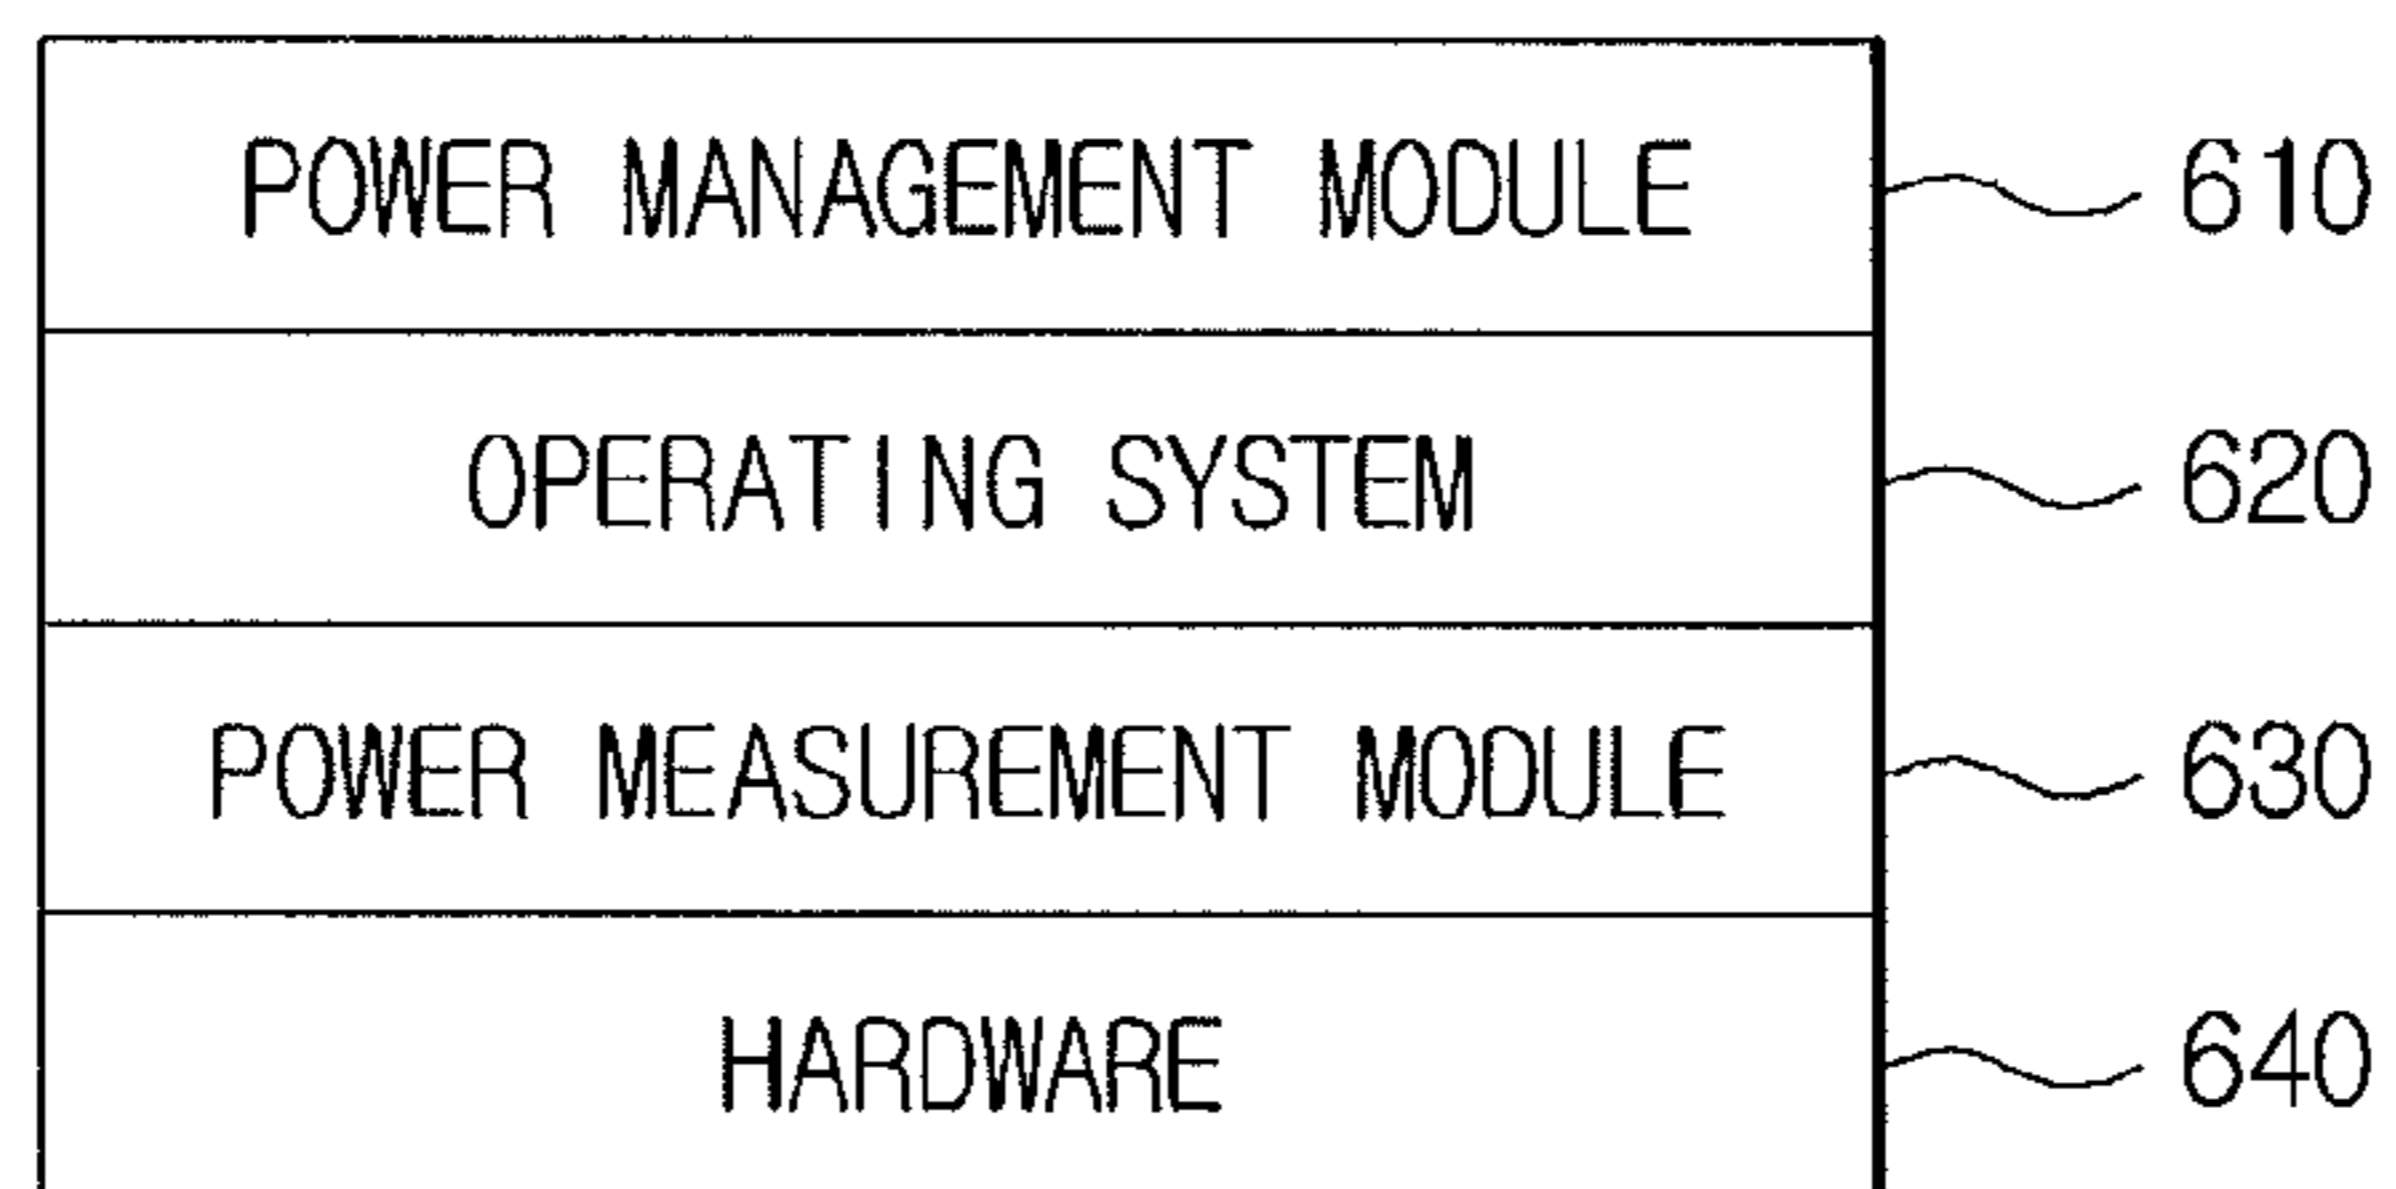 POWER MANAGEMENT MODULE 610
OPERATING SYSTEM 620
POWER MEASUREMENT MODULE 630
HARDWARE 640